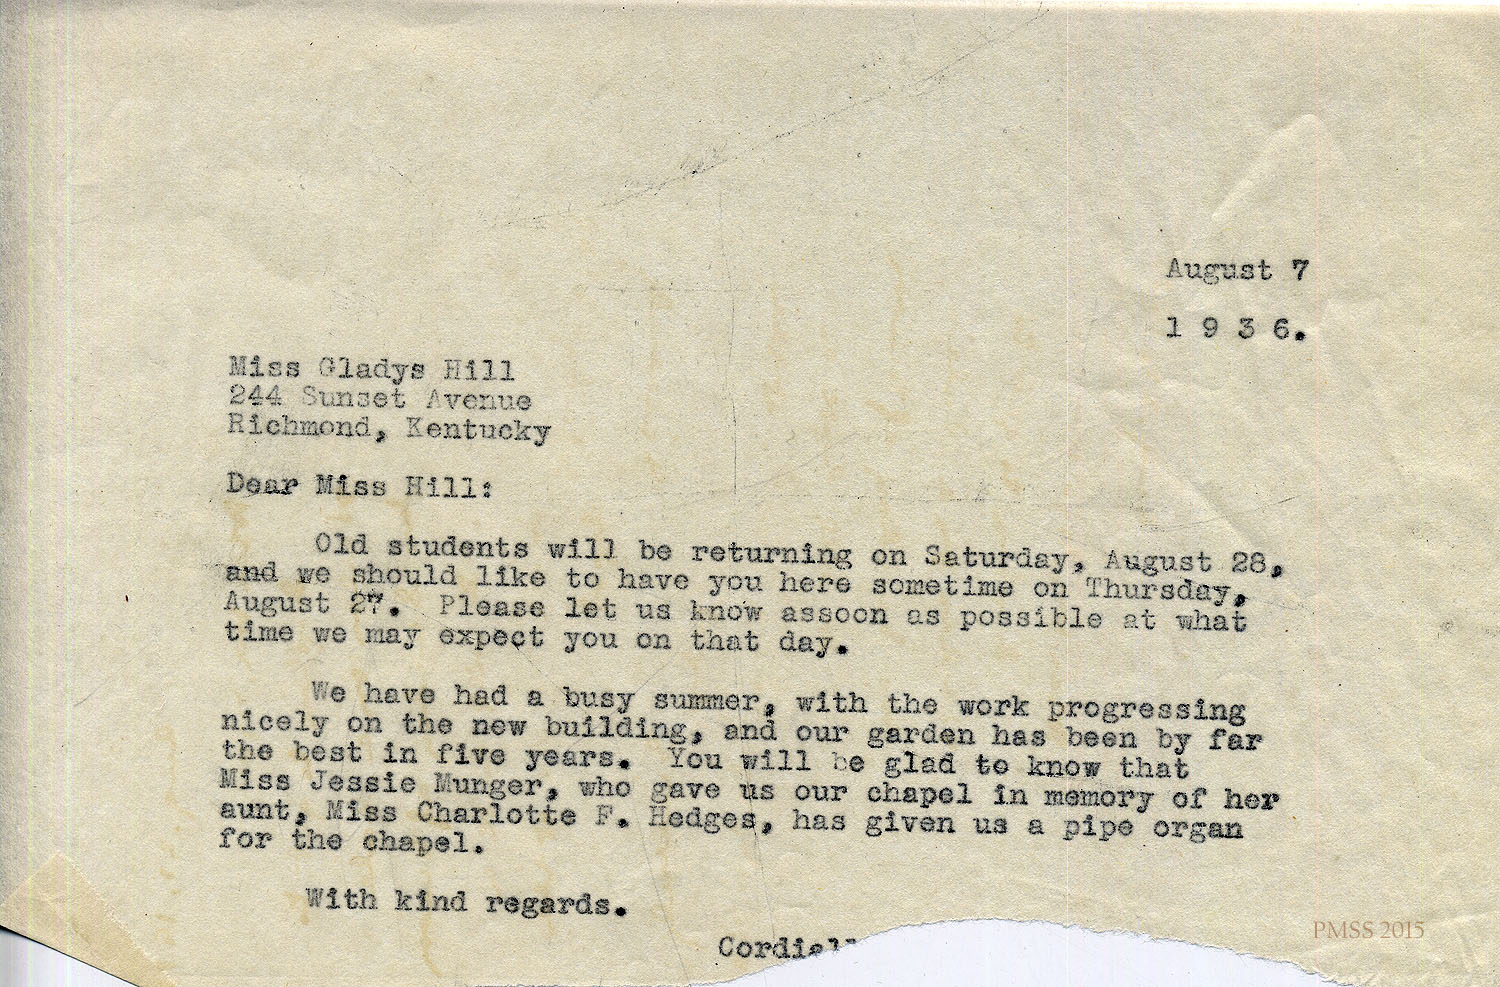 August 7
1 9 3 6.
Miss Gladys Hill
244 Sunset Avenue
Richmond, Kentucky
Dear Miss Hill:
Old students will be returning on Saturday, August 28,
and we should like to have you here sometime on Thursday,
August 27. Please let us know assoon as possible at what
time we may expect you on that day.
We have had a busy summer, with the work progressing
nicely on the new building, and our garden has been by far
the best in five years. You will be glad to know that
Miss Jessie Munger, who gave us our chapel in memory of her
aunt, Miss Charlotte F. Hedges, has given us a pipe organ
for the chapel.
With kind regards.
PMSS 2015